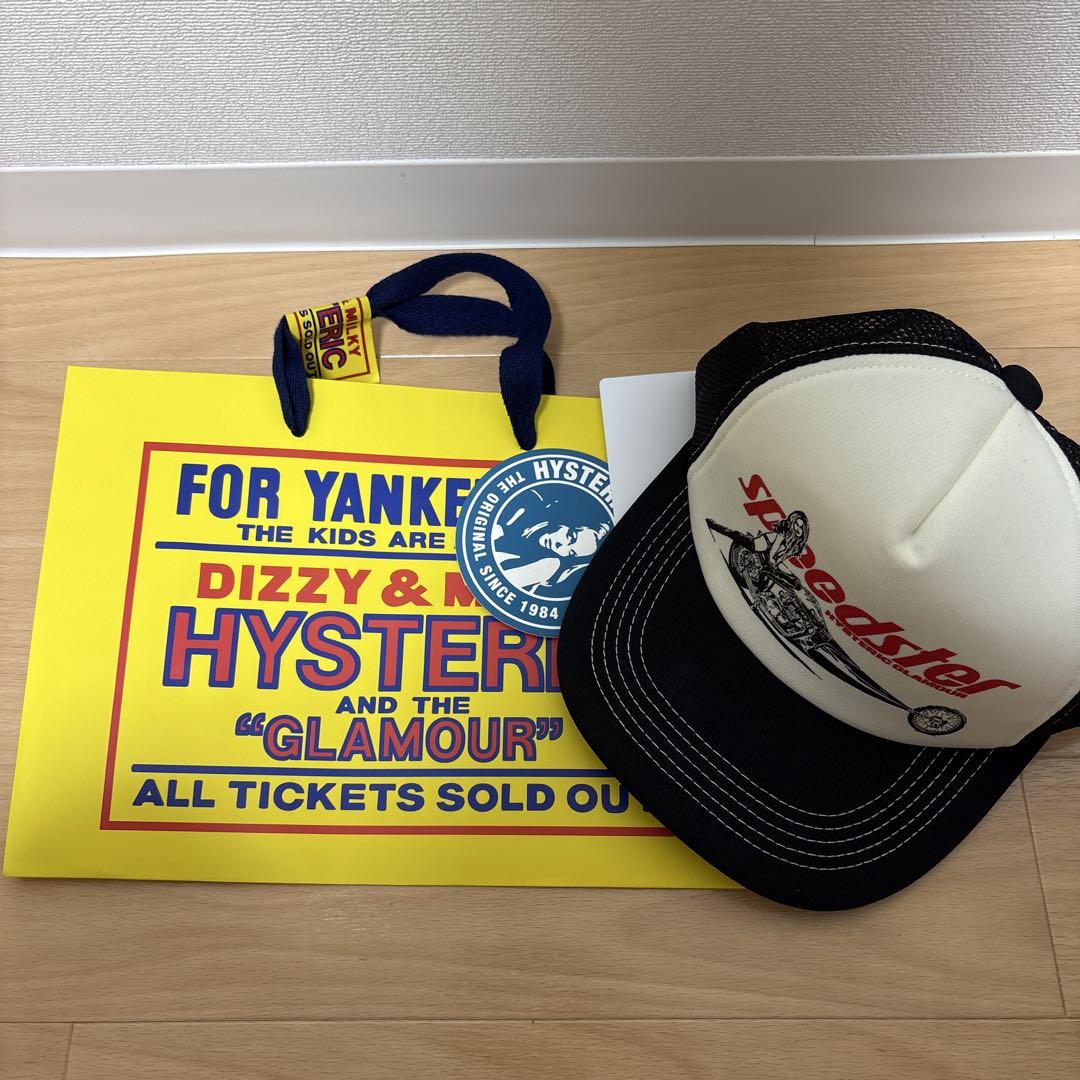 MILKY
ERIC
S SOLD OUT
FOR YANKE
THE KIDS ARE
DIZZY & M
HYSTERI
AND THE
"GLAMOUR"
ALL TICKETS SOLD OU
THE ORIGINAL SINCE 1984
HYSTERI
speedster
HYSTERIC GLAMOUR